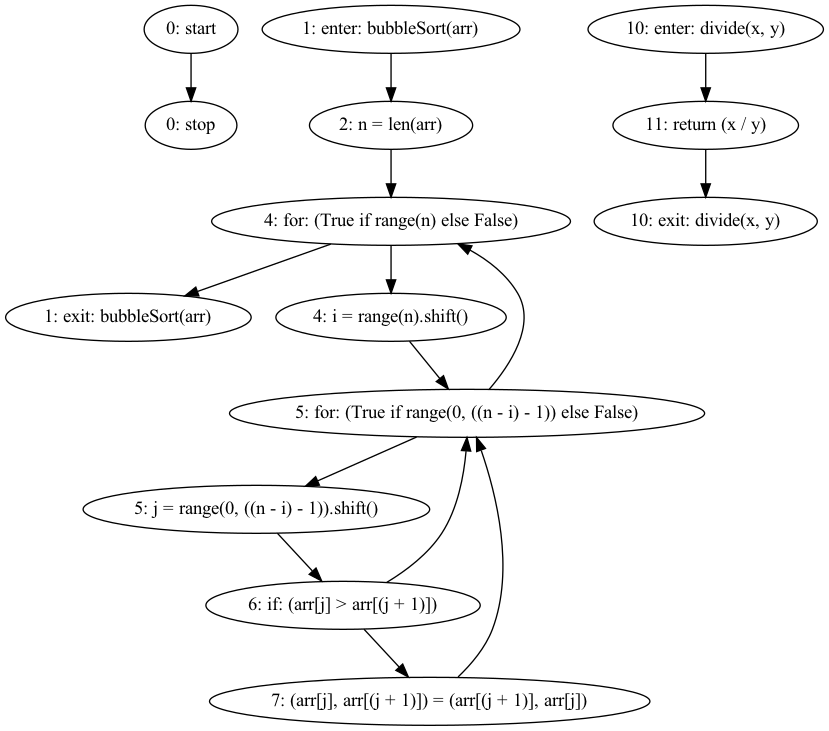 0: start
1: enter: bubbleSort(arr)
10: enter: divide(x, y)
0: stop
2: n = len(arr)
11: return (x / y)
4: for: (True if range(n) else False)
10: exit: divide(x, y)
1: exit: bubbleSort(arr)
4: i = range(n).shift()
5: for: (True if range(0, ((n - i) - 1)) else False)
5: j = range(0, ((n - i) - 1)).shift()
6: if: (arr[j] > arr[(j + 1)])
7: (arr[j], arr[(j + 1)]) = (arr[(j + 1)], arr[j])